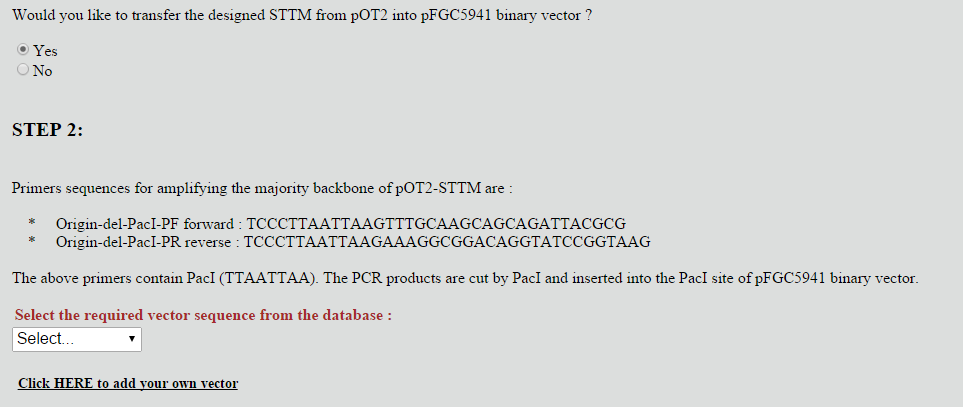 Would you like to transfer the designed STTM from pOT2 into pFGC5941 binary vector ?
Yes
No
STEP 2:
Primers sequences for amplifying the majority backbone of pOT2-STTM are :
* Origin-del-PacI-PF forward : TCCCTTAATTAAGTTTGCAAGCAGCAGATTACGCG
* Origin-del-PacI-PR reverse : TCCCTTAATTAAGAAAGGCGGACAGGTATCCGGTAAG
The above primers contain PacI (TTAATTAA). The PCR products are cut by PacI and inserted into the PacI site of pFGC5941 binary vector.
Select the required vector sequence from the database :
Select...
Click HERE to add your own vector